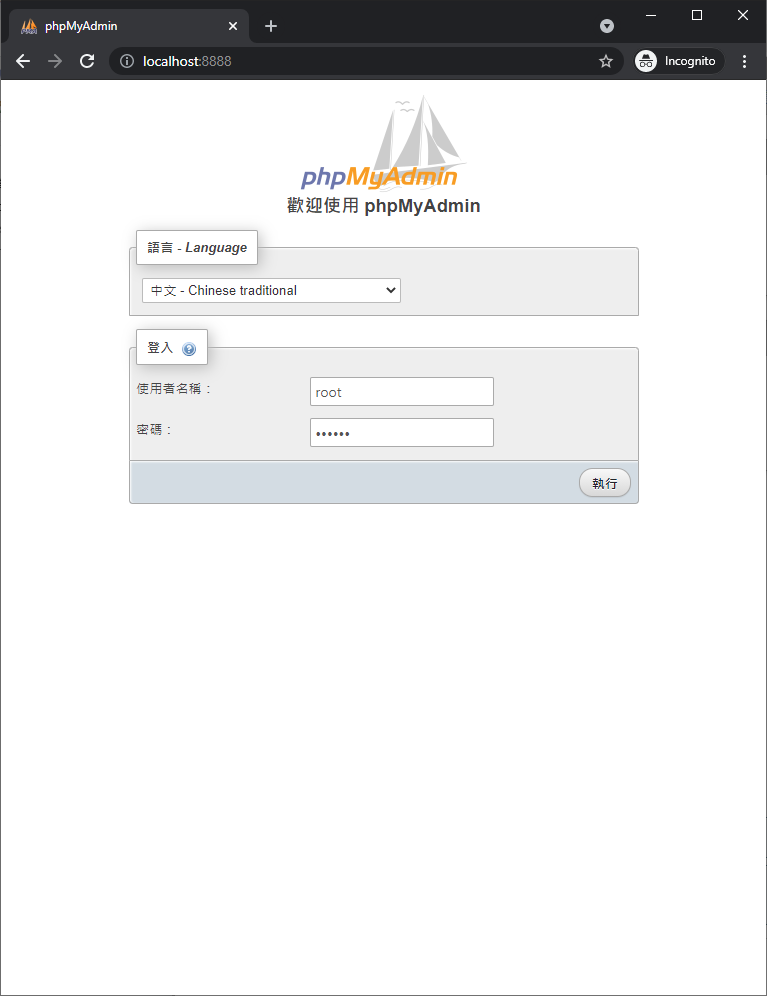 phpMyAdmin
localhost:8888
Incognito
phpMyAdmin
歡迎使用 phpMyAdmin
語言 - Language
中文 - Chinese traditional
登入
使用者名稱：
root
密碼：
••••••
執行